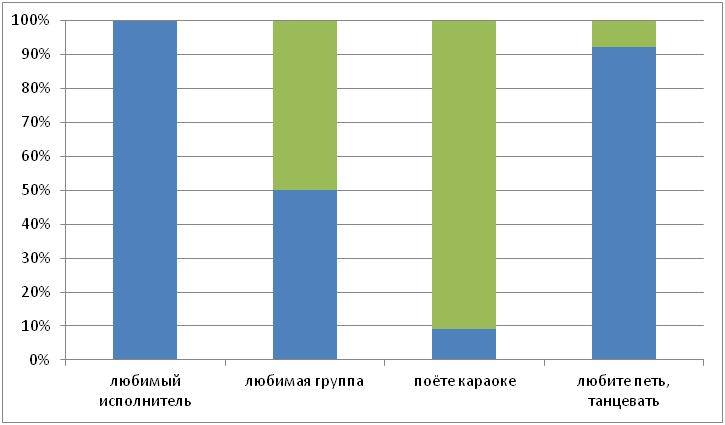 100%
90%
80%
70%
60%
50%
40%
30%
20%
10%
0%
любимый
исполнитель
любимая группа
поёте караоке
любите петь,
танцевать